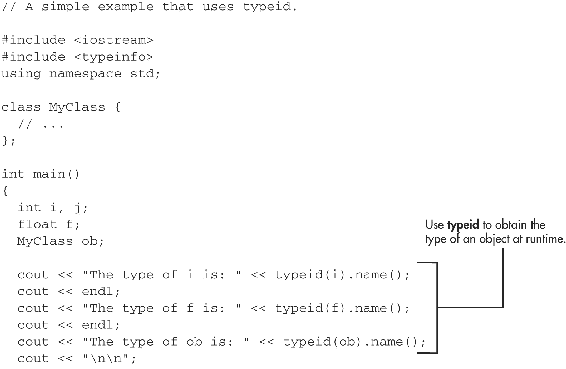 // A simple example that uses typeid.
#include <iostream>
#include <typeinfo>
using namespace std;
class MyClass {
// ...
};
int main()
{
int i, j;
float f;
MyClass ob;
Use typeid to obtain the
type of an object at runtime.
cout << "The type of i is: " << typeid(i).name();
cout << endl;
cout << "The type of f is: " << typeid(f).name();
cout << endl;
cout << "The type of ob is: " << typeid(ob).name();
cout << "\n\n";